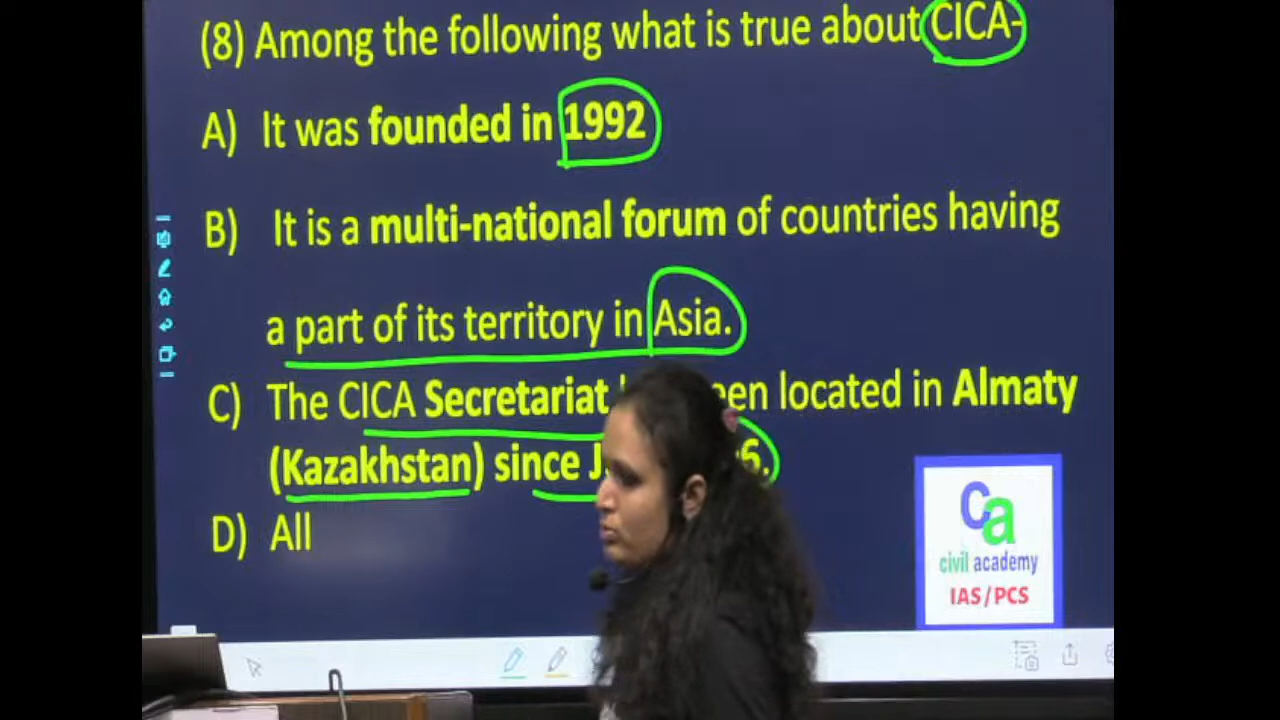 (8) Among the following what is true about CICA-
A) It was founded in 1992
B) It is a multi-national forum of countries having
a part of its territory in Asia.
C) The CICA Secretariat located in Almaty
(Kazakhstan) since
D) All
Ca
civil academy
IAS/PCS